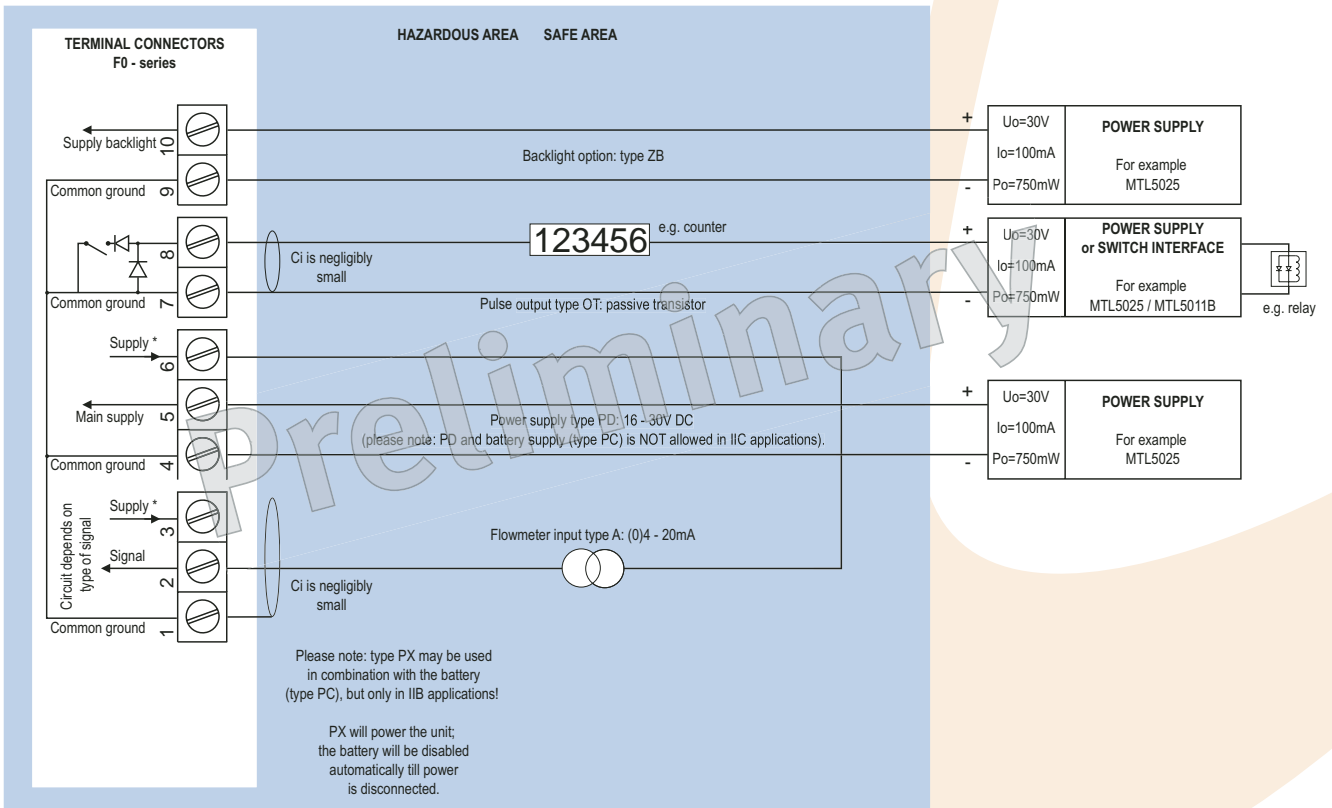 TERMINAL CONNECTORS
F0 - series
HAZARDOUS AREA SAFE AREA
Supply backlight
10
Common ground
9
Backlight option: type ZB
+
-
Uo=30V
Io=100mA
Po=750mW
POWER SUPPLY
For example
MTL5025
8
Common ground
7
Ci is negligibly
small
123456
e.g. counter
Pulse output type OT: passive transistor
+
-
Uo=30V
Io=100mA
Po=750mW
POWER SUPPLY
or SWITCH INTERFACE
For example
MTL5025 / MTL5011B
e.g. relay
Supply *
6
Main supply
5
Common ground
4
Power supply type PD: 16 - 30V DC
(please note: PD and battery supply (type PC) is NOT allowed in IIC applications).
+
-
Uo=30V
Io=100mA
Po=750mW
POWER SUPPLY
For example
MTL5025
Circuit depends on
type of signal
Supply *
3
Signal
2
Common ground
1
Flowmeter input type A: (0)4 - 20mA
Ci is negligibly
small
Please note: type PX may be used
in combination with the battery
(type PC), but only in IIB applications!
PX will power the unit;
the battery will be disabled
automatically till power
is disconnected.
Preliminary